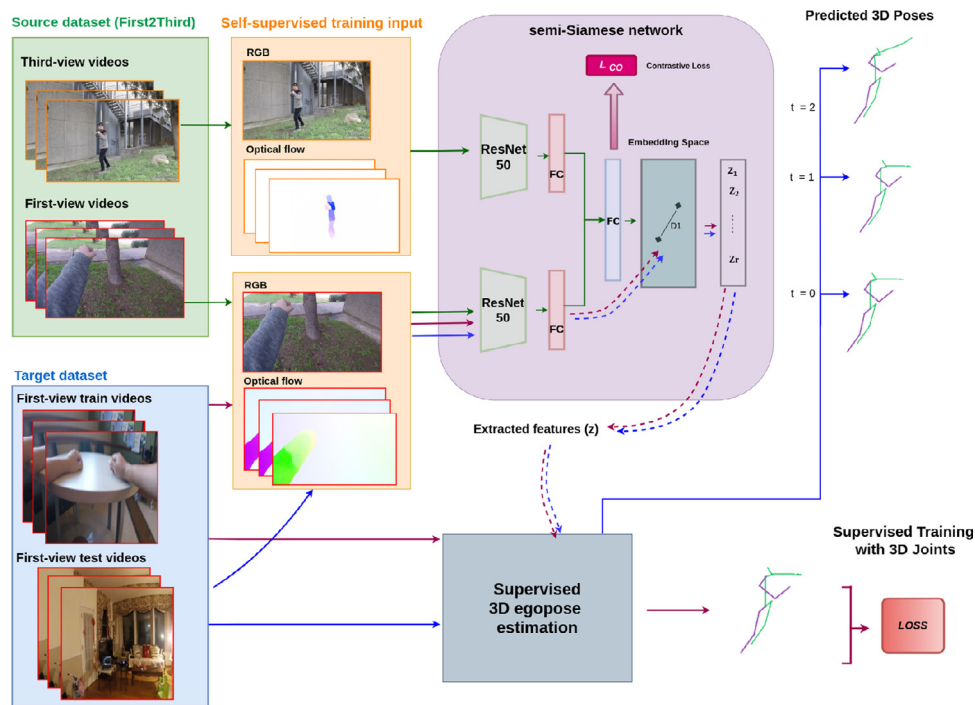 Source dataset (First2Third)
Third-view videos
First-view videos
Self-supervised training input
RGB
Optical flow
RGB
Optical flow
Target dataset
First-view train videos
First-view test videos
semi-Siamese network
L CO
Contrastive Loss
ResNet
50
FC
FC
Embedding Space
D1
Z1
Z2
......
Zr
ResNet
50
FC
Extracted features (z)
Supervised
3D egopose
estimation
Predicted 3D Poses
t = 2
t = 1
t = 0
Supervised Training
with 3D Joints
LOSS